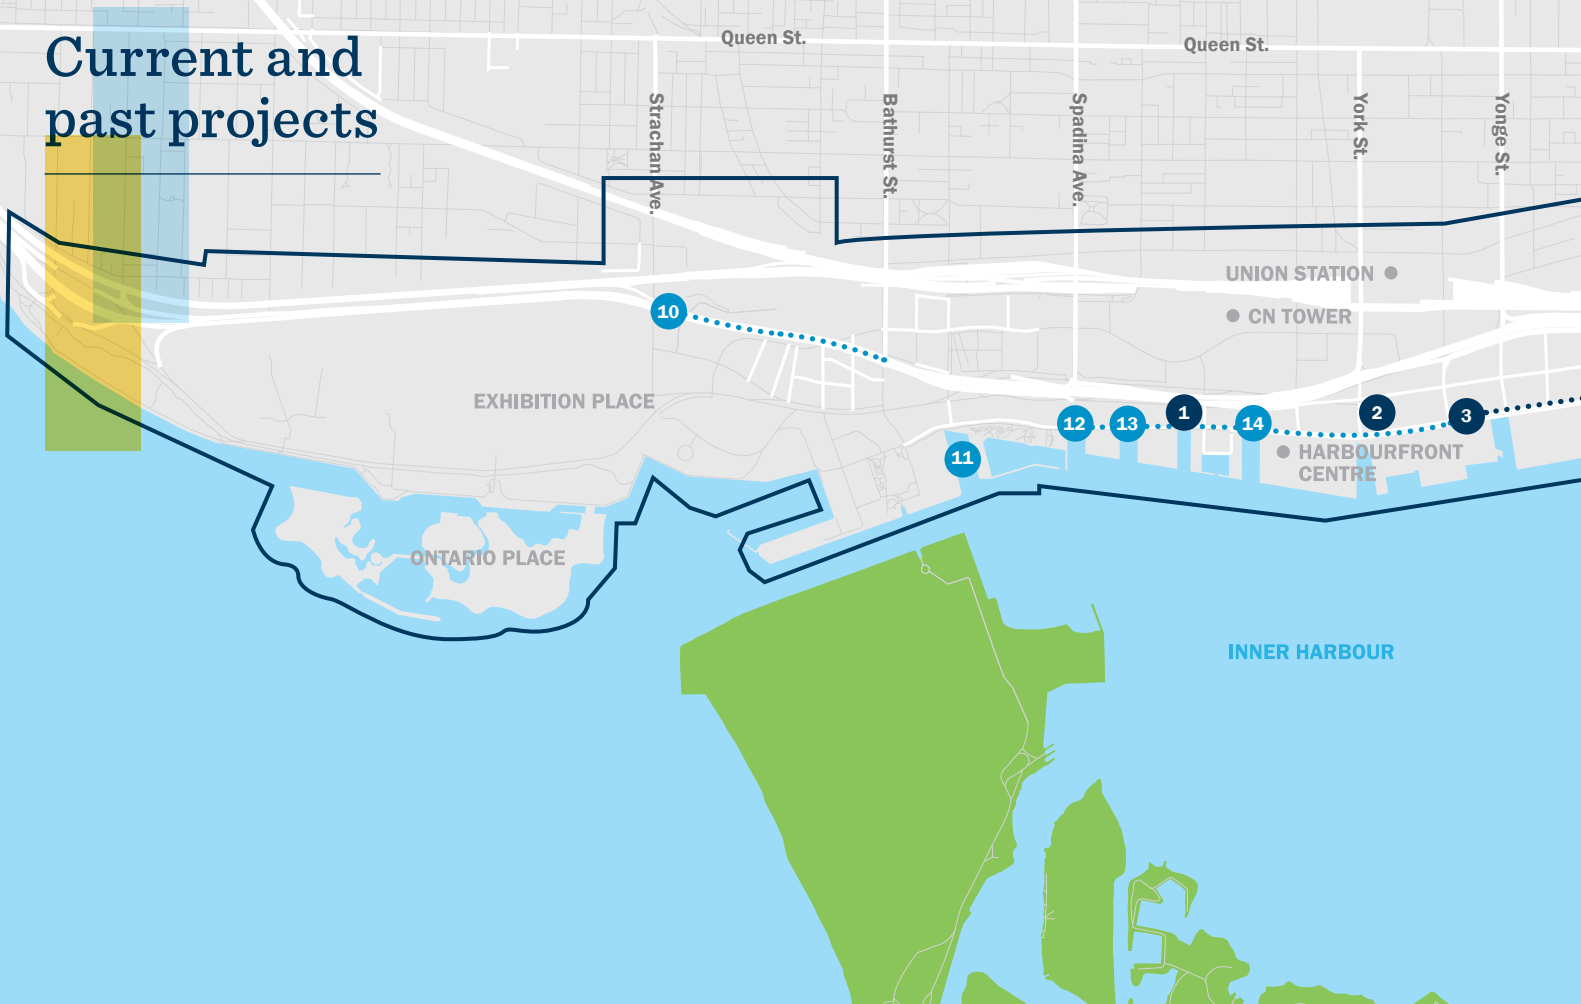 Current and
past projects
Queen St.
Queen St.
Strachan Ave.
Bathurst St.
Spadina Ave.
York St.
Yonge St.
UNION STATION
CN TOWER
10
EXHIBITION PLACE
12
13
1
14
2
3
11
HARBOURFRONT
CENTRE
ONTARIO PLACE
INNER HARBOUR